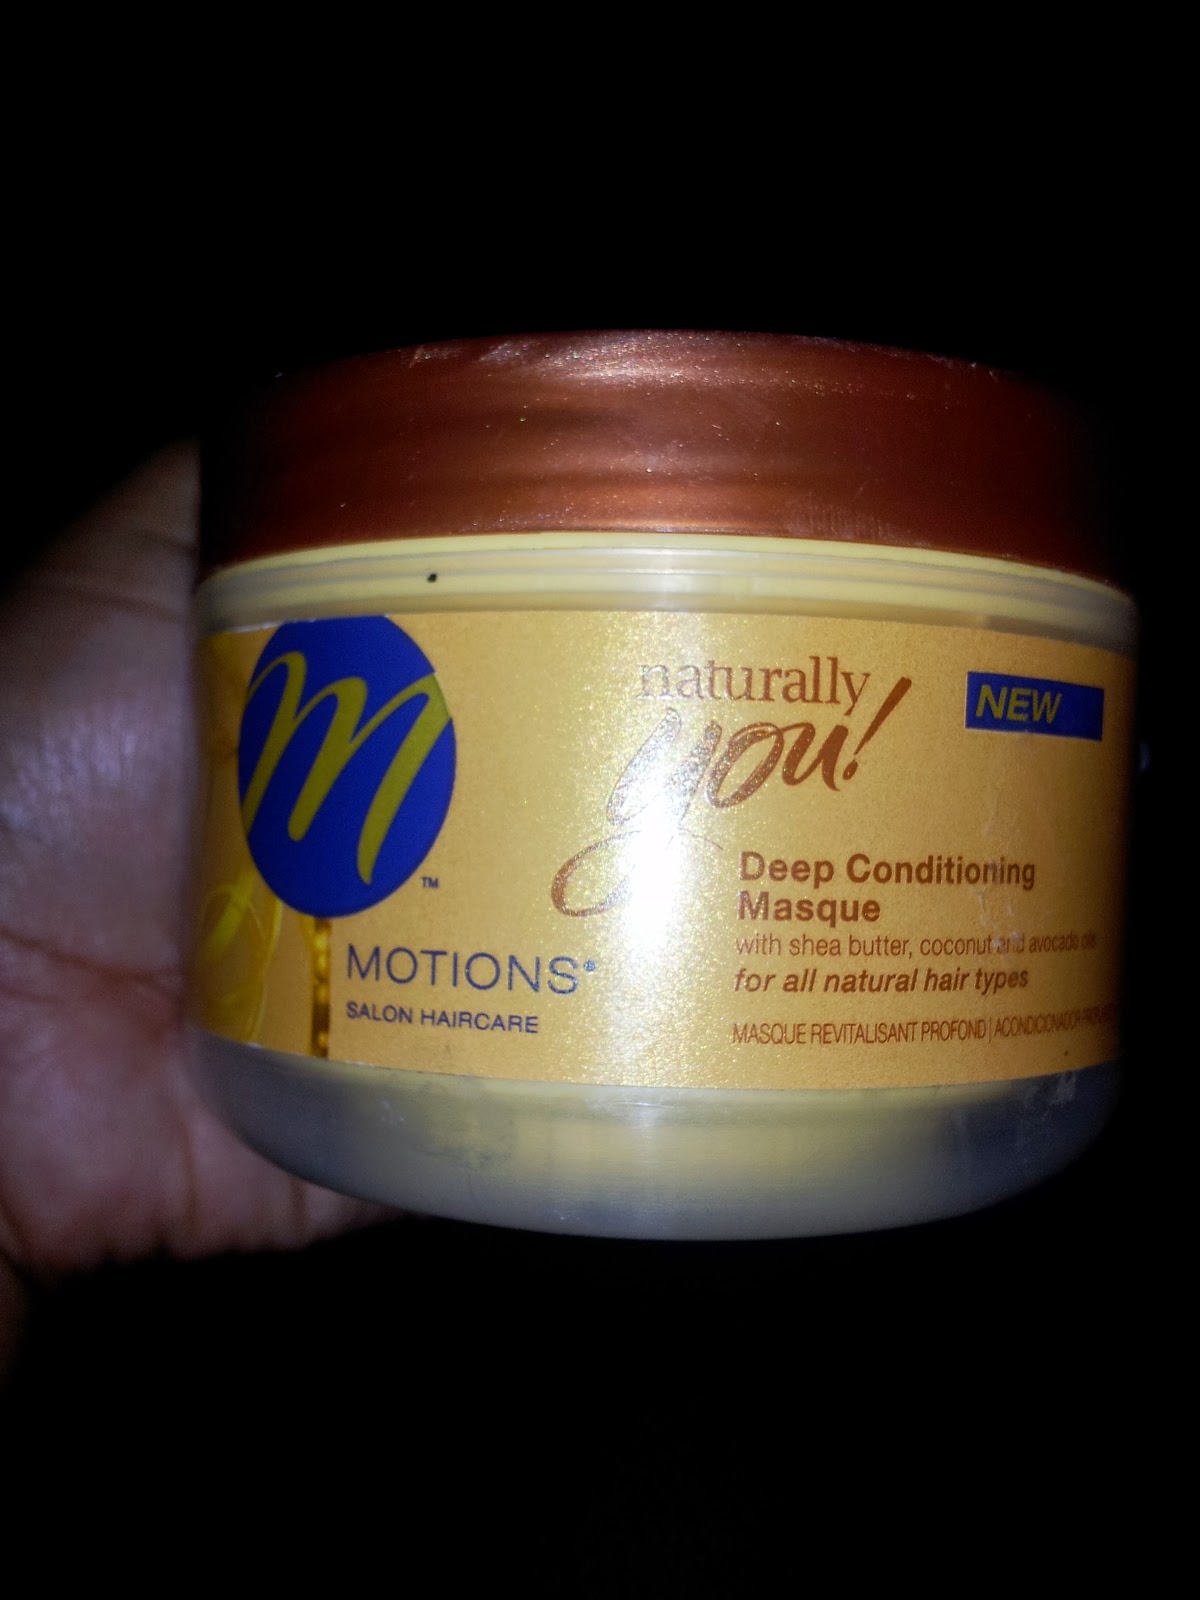 M
™
MOTIONS®
SALON HAIRCARE
naturally
you!
NEW
Deep Conditioning
Masque
with shea butter, coconut and avocado oils
for all natural hair types
MASQUE REVITALISANT PROFOND | ACONDICIONADOR